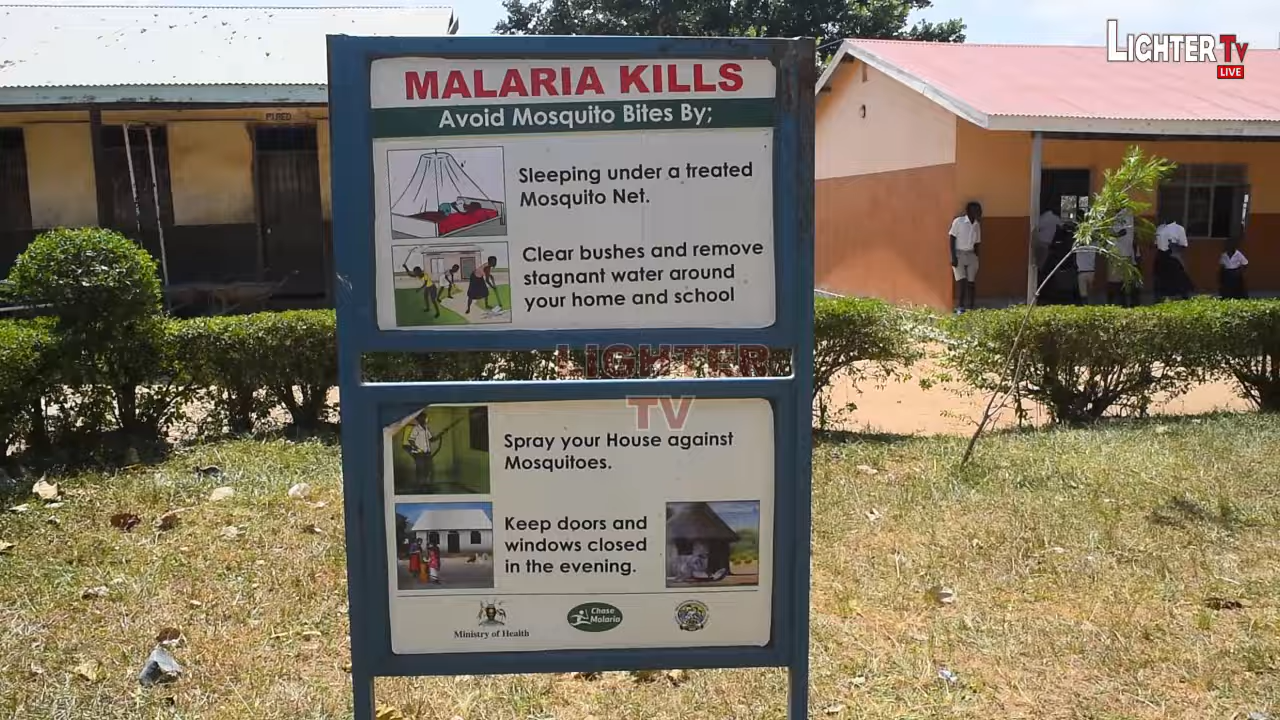 LICHTER TV
LIVE
MALARIA KILLS
Avoid Mosquito Bites By;
Sleeping under a treated
Mosquito Net.
Clear bushes and remove
stagnant water around
your home and school
LICHTER
TV
Spray your House against
Mosquitoes.
Keep doors and
windows closed
in the evening.
Ministry of Health
Chase
Malaria